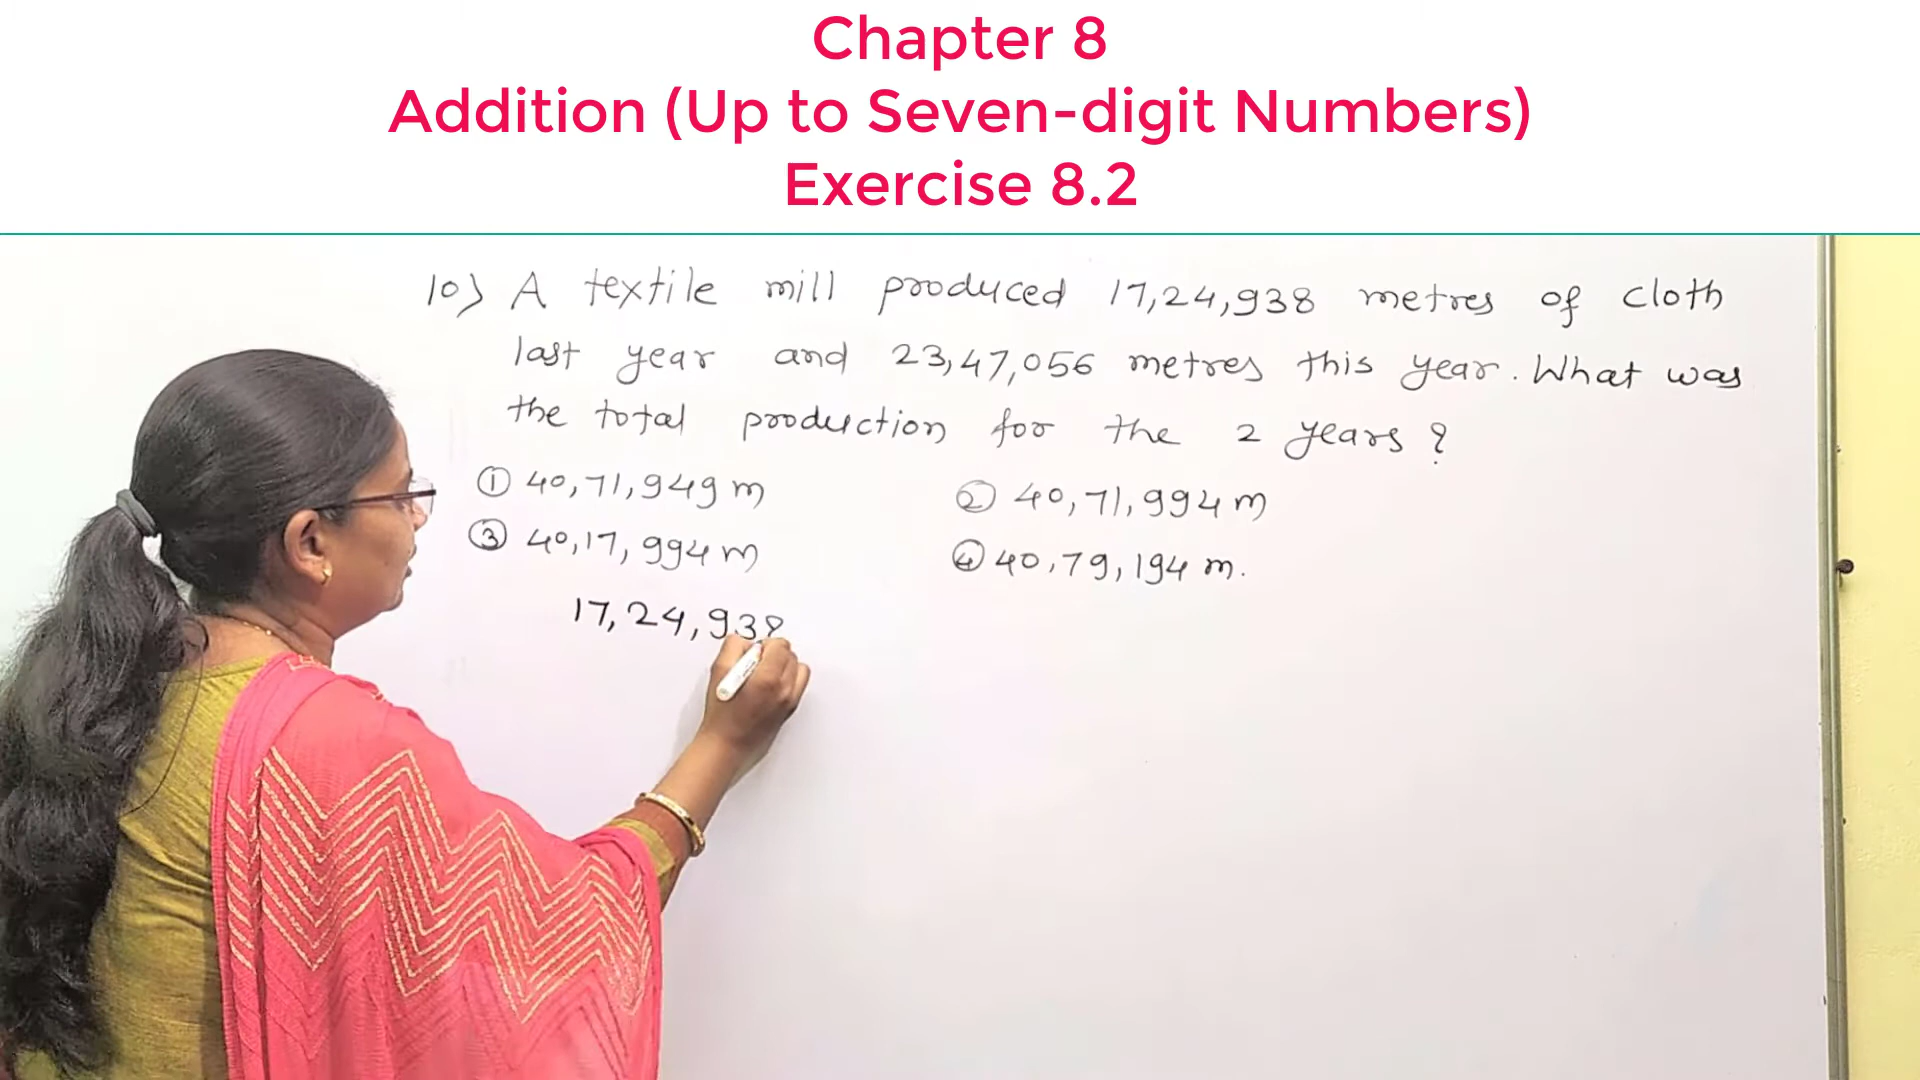 Chapter 8
Addition (Up to Seven-digit Numbers)
Exercise 8.2
10) A textile mill produced 17,24,938 metres of cloth
last year and 23,47,056 metres this year. What was
the total production for the 2 years?
① 40,71,949 m ② 40,71,994 m
③ 40,17,994 m ④ 40,79,194 m.
17,24,938